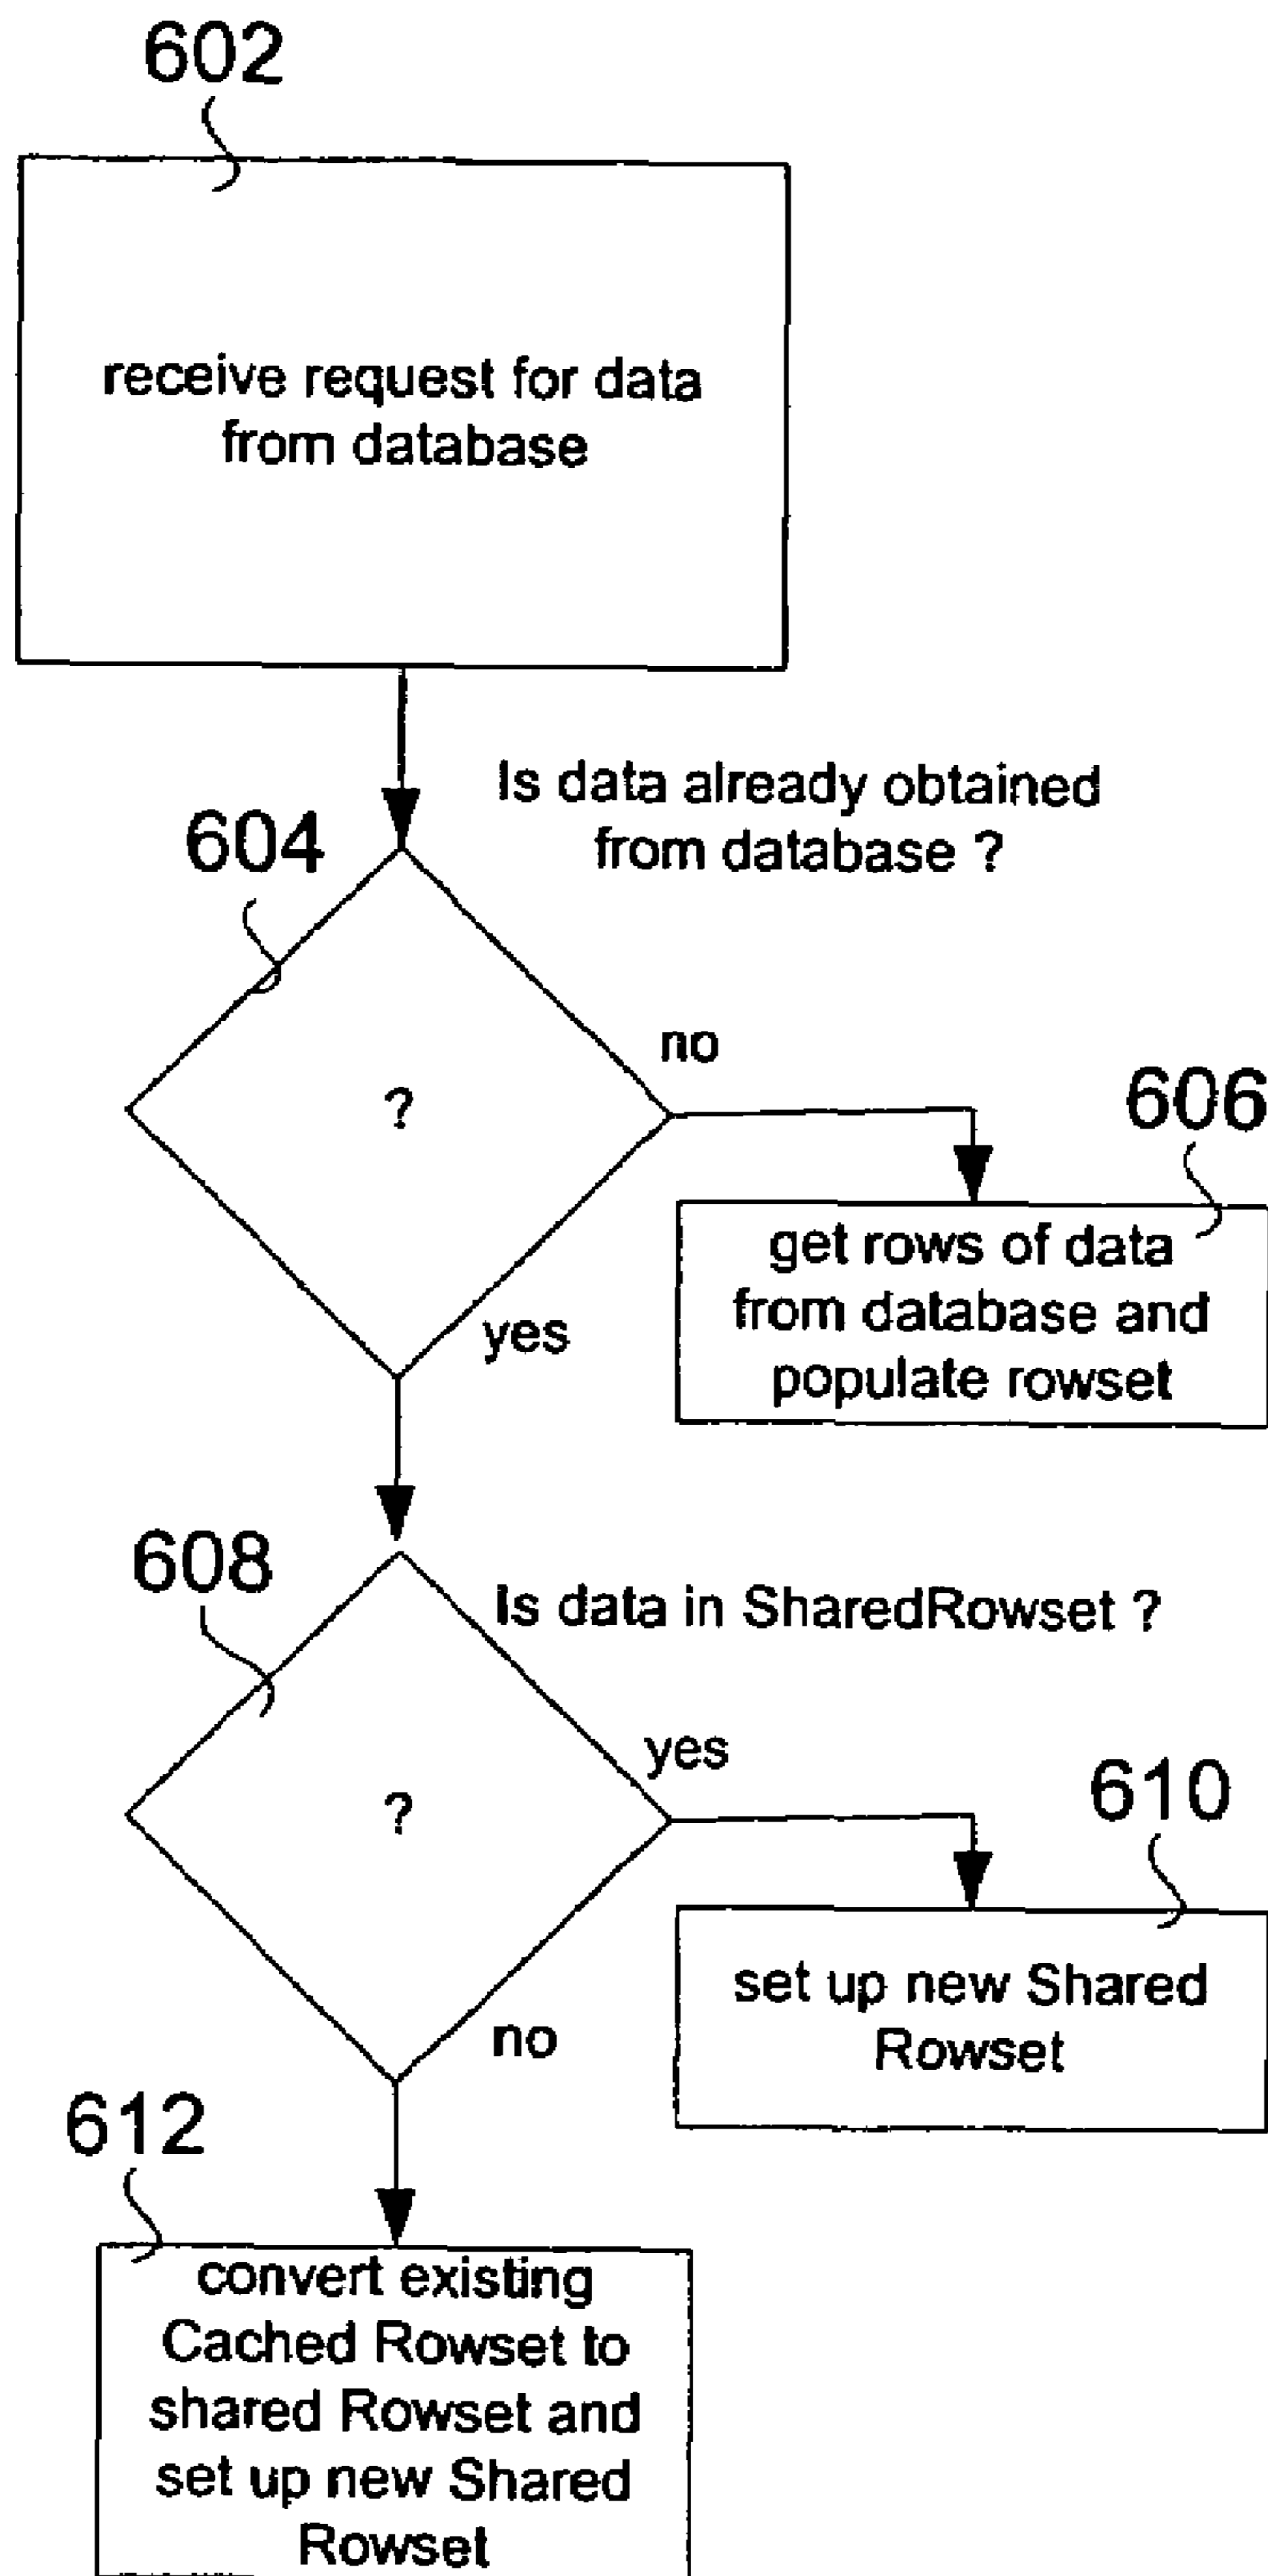 602
receive request for data
from database
Is data already obtained
from database ?
604
?
no
606
get rows of data
from database and
populate rowset
yes
608
Is data in SharedRowset ?
?
yes
610
set up new Shared
Rowset
no
612
convert existing
Cached Rowset to
shared Rowset and
set up new Shared
Rowset